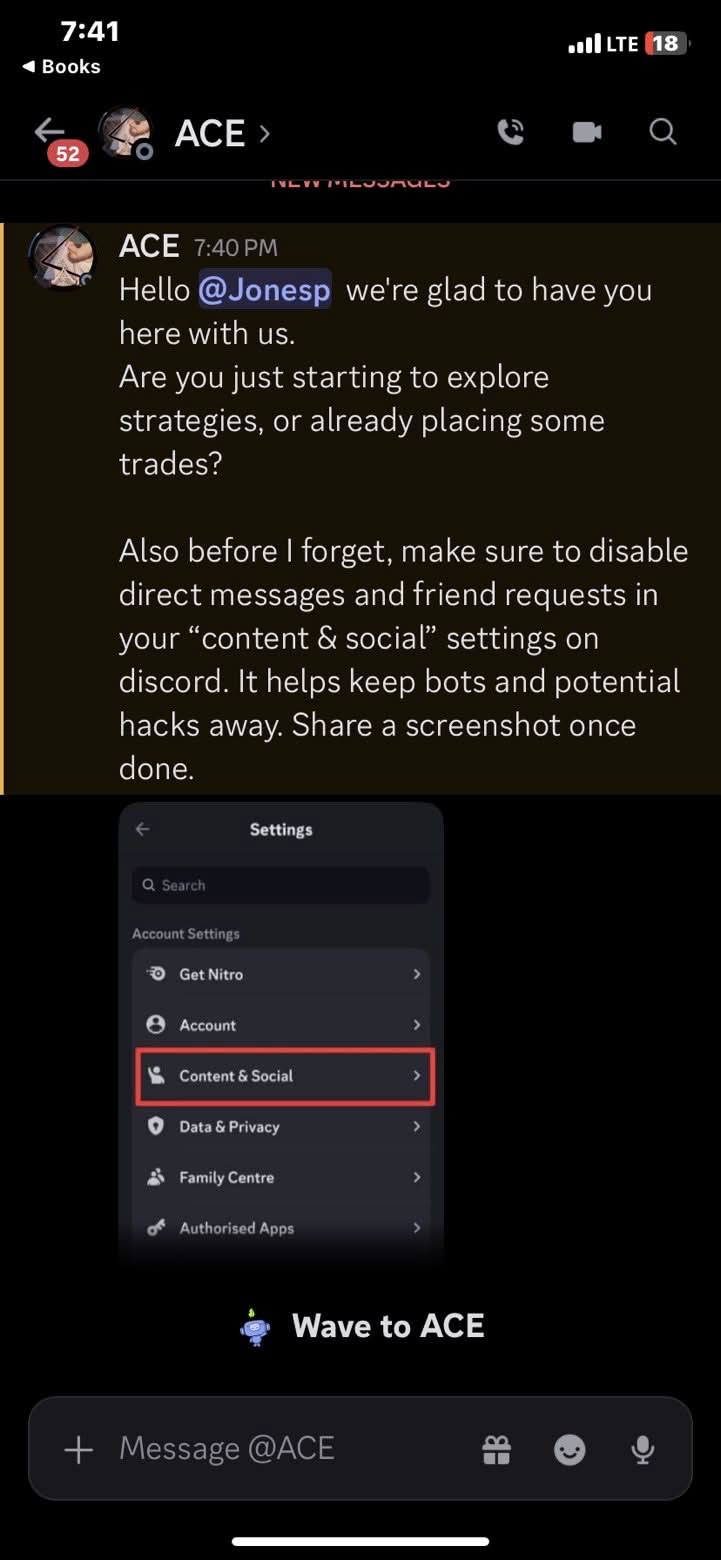 7:41
LTE 18
◀ Books
52
ACE
NEW MESSAGES
ACE 7:40 PM
Hello @Jonesp we're glad to have you
here with us.
Are you just starting to explore
strategies, or already placing some
trades?
Also before I forget, make sure to disable
direct messages and friend requests in
your “content & social” settings on
discord. It helps keep bots and potential
hacks away. Share a screenshot once
done.
Settings
Search
Account Settings
Get Nitro
Account
Content & Social
Data & Privacy
Family Centre
Authorised Apps
Wave to ACE
Message @ACE